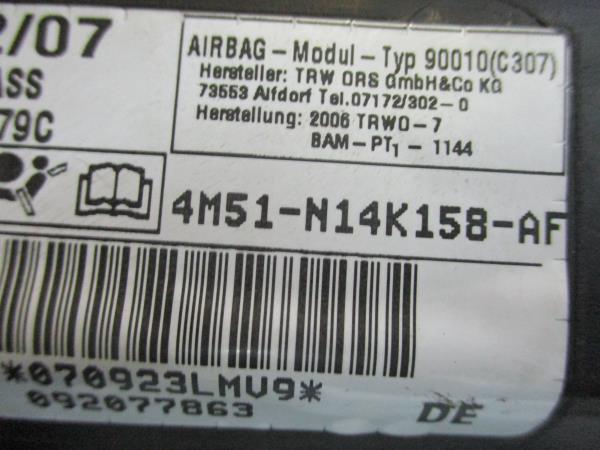 2/07
ASS
79C
AIRBAG-Modul-Typ 90010(C307)
Hersteller: TRW ORS GmbH&Co KG
73553 Alfdorf Tel.07172/302-0
Herstellung: 2006 TRWO-7
BAM-PT1-1144
4M51-N14K158-AF
*070923LMV9*
092077863
DE